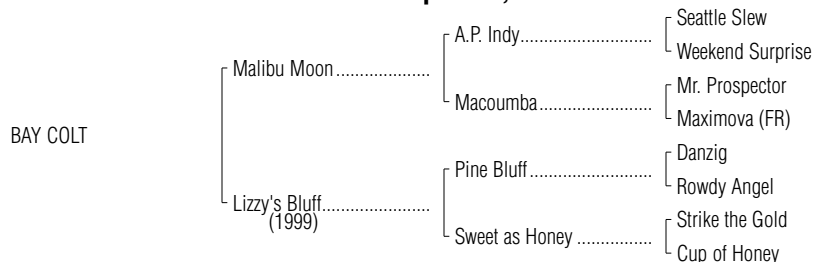 Seattle Slew
A.P. Indy
Weekend Surprise
Malibu Moon
Mr. Prospector
Macoumba
Maximova (FR)
BAY COLT
Danzig
Pine Bluff
Rowdy Angel
Lizzy's Bluff
(1999)
Strike the Gold
Sweet as Honey
Cup of Honey